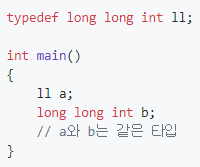 typedef long long int ll;
int main()
{
ll a;
long long int b;
// a와 b는 같은 타입
}